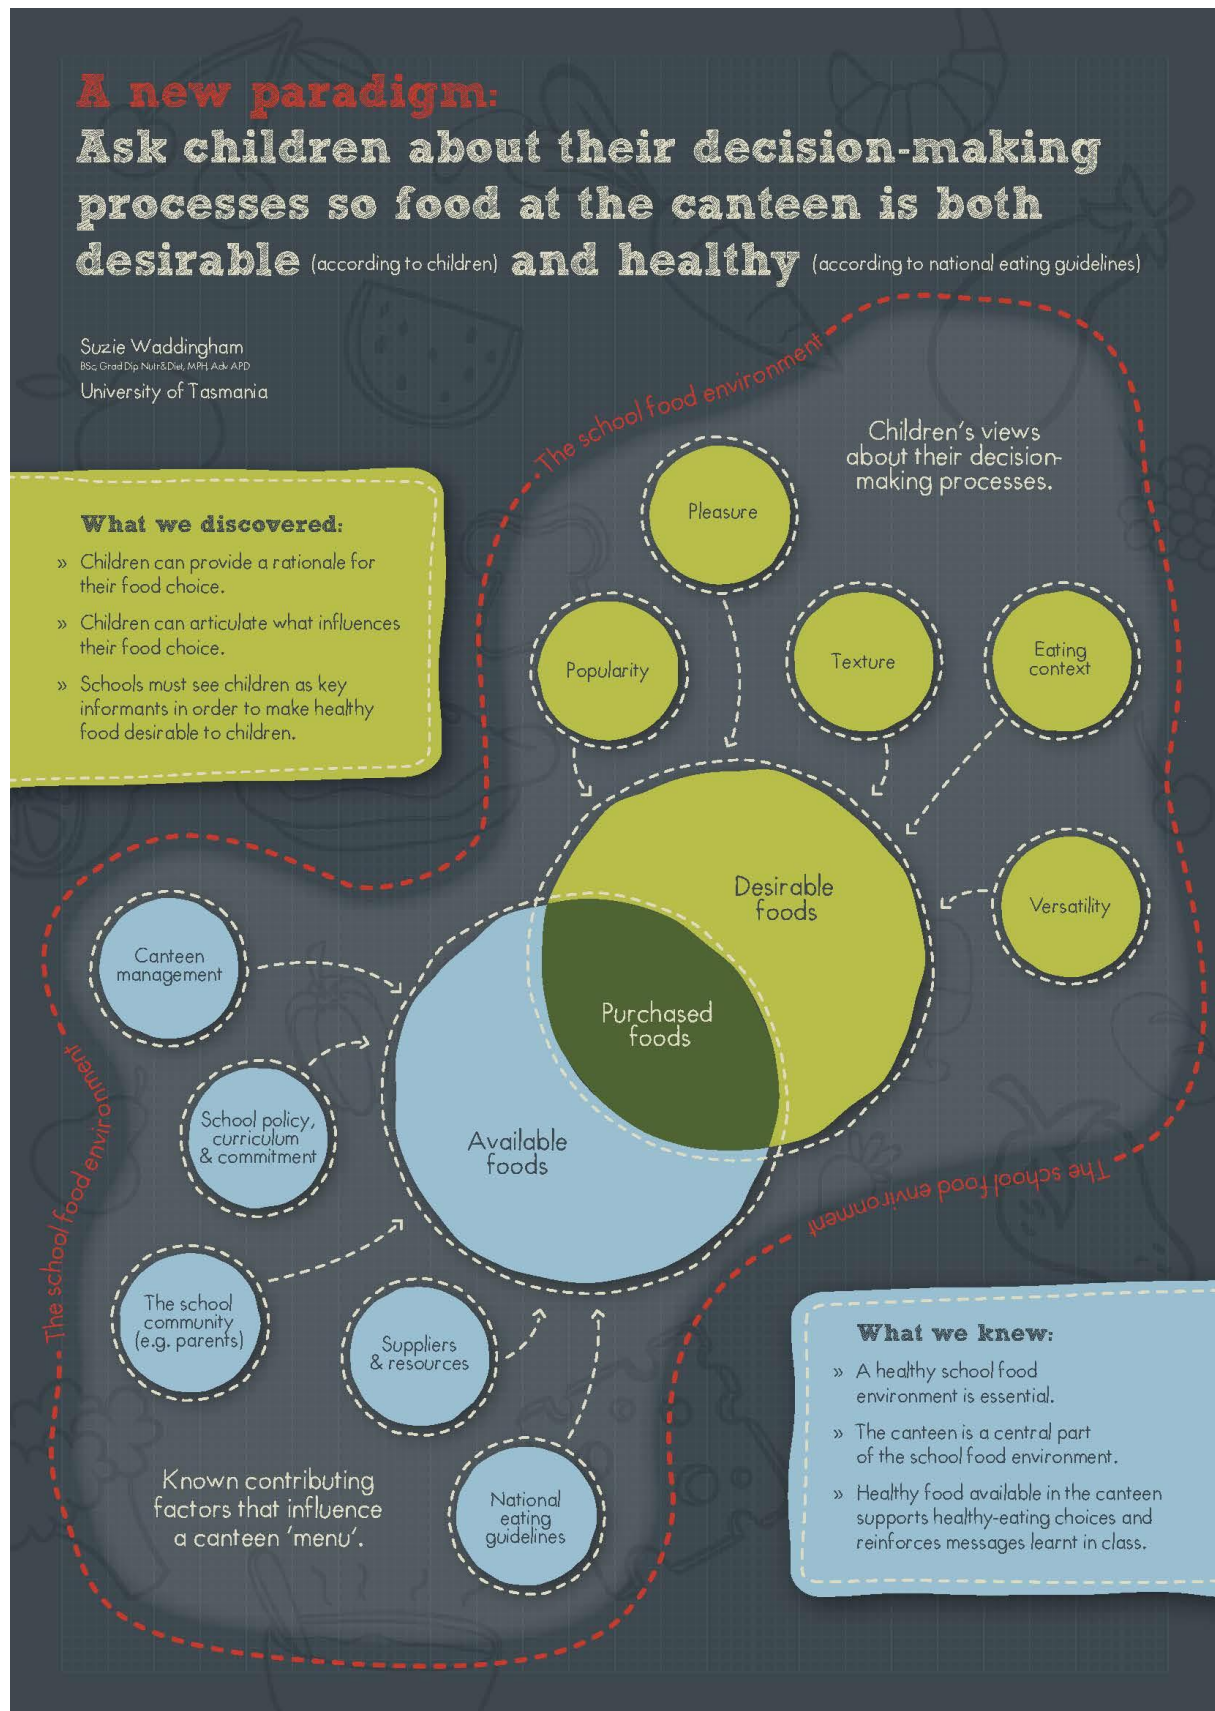 A new paradigm:
Ask children about their decision-making
processes so food at the canteen is both
desirable (according to children) and healthy (according to national eating guidelines)
Suzie Waddingham
BSc, Grad Dip Nutr&Diet, MPH, Adv APD
University of Tasmania
What we discovered:
» Children can provide a rationale for
their food choice.
» Children can articulate what influences
their food choice.
» Schools must see children as key
informants in order to make healthy
food desirable to children.
The school food environment
Children's views
about their decision-
making processes.
Pleasure
Popularity
Texture
Eating
context
Versatility
Desirable
foods
Purchased
foods
Available
foods
Canteen
management
School policy,
curriculum
& commitment
The school
community
(e.g. parents)
Suppliers
& resources
National
eating
guidelines
The school food environment
The school food environment
Known contributing
factors that influence
a canteen 'menu'.
What we knew:
» A healthy school food
environment is essential.
» The canteen is a central part
of the school food environment.
» Healthy food available in the canteen
supports healthy-eating choices and
reinforces messages learnt in class.